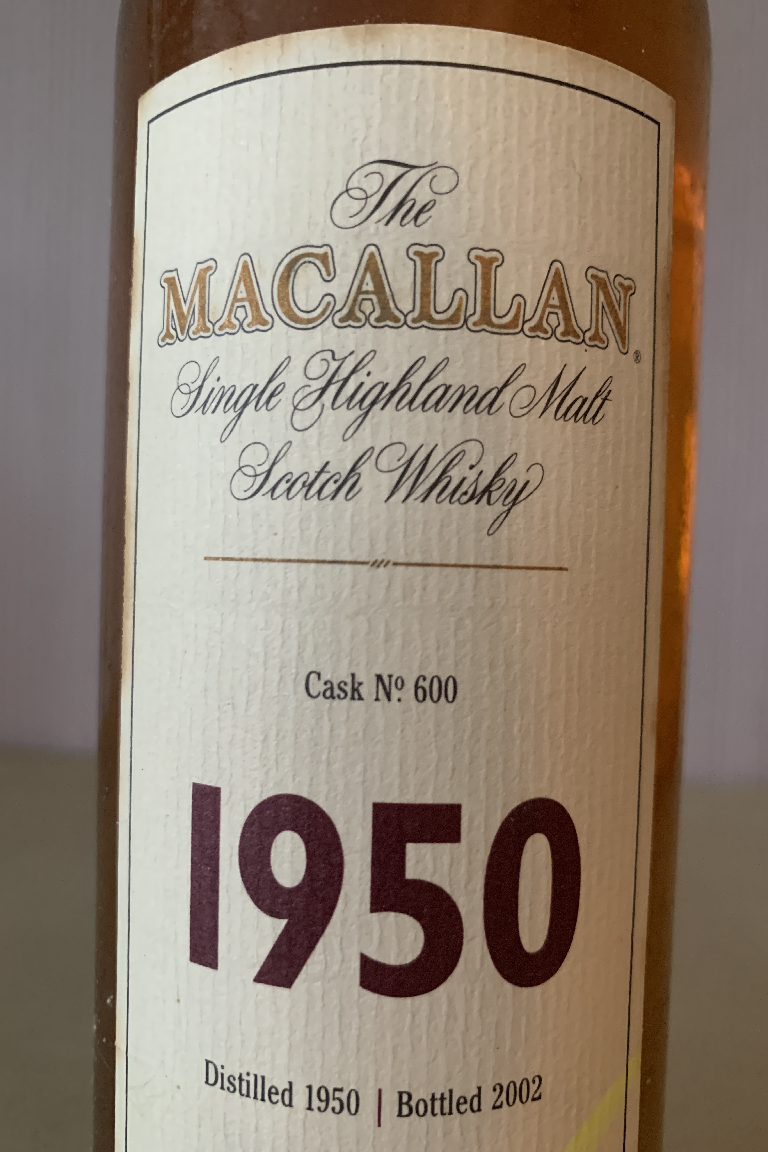 The
MACALLAN®
Single Highland Malt
Scotch Whisky
Cask Nº 600
1950
Distilled 1950 | Bottled 2002